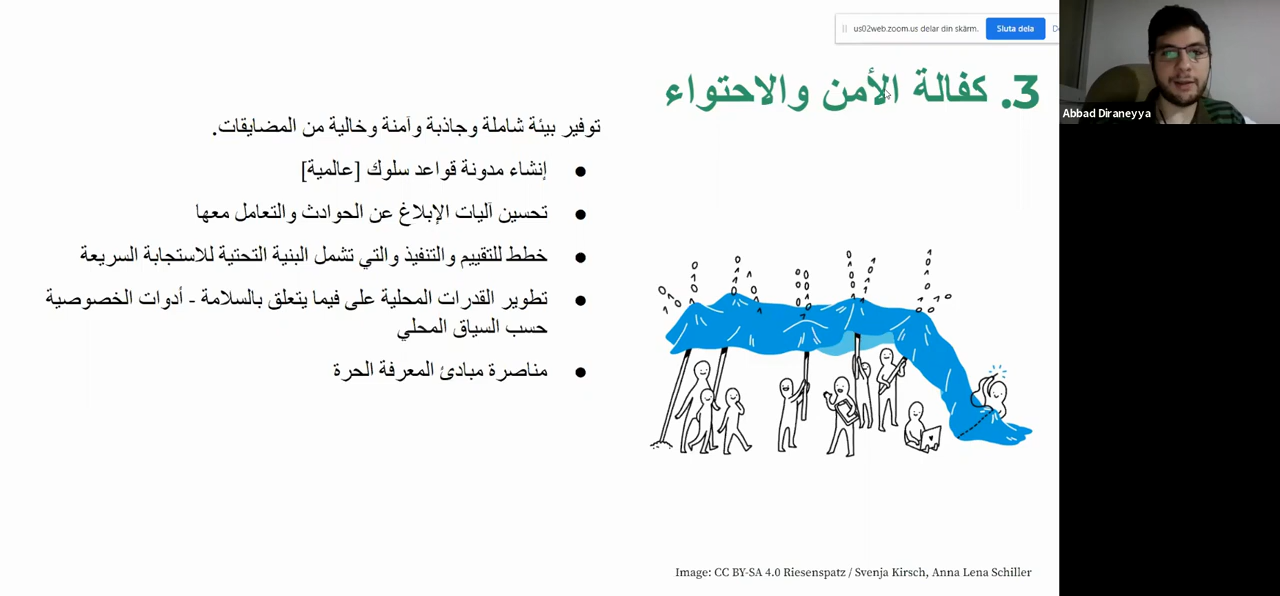 us02web.zoom.us delar din skärm.
Sluta dela
Abbad Diraneyya
3. كفالة الأمن والاحتواء
توفير بيئة شاملة وجاذبة وآمنة وخالية من المضايقات.
● إنشاء مدونة قواعد سلوك [عالمية]
● تحسين آليات الإبلاغ عن الحوادث والتعامل معها
● خطط للتقييم والتنفيذ والتي تشمل البنية التحتية للاستجابة السريعة
● تطوير القدرات المحلية على فيما يتعلق بالسلامة - أدوات الخصوصية
حسب السياق المحلي
● مناصرة مبادئ المعرفة الحرة
Image: CC BY-SA 4.0 Riesenspatz / Svenja Kirsch, Anna Lena Schiller